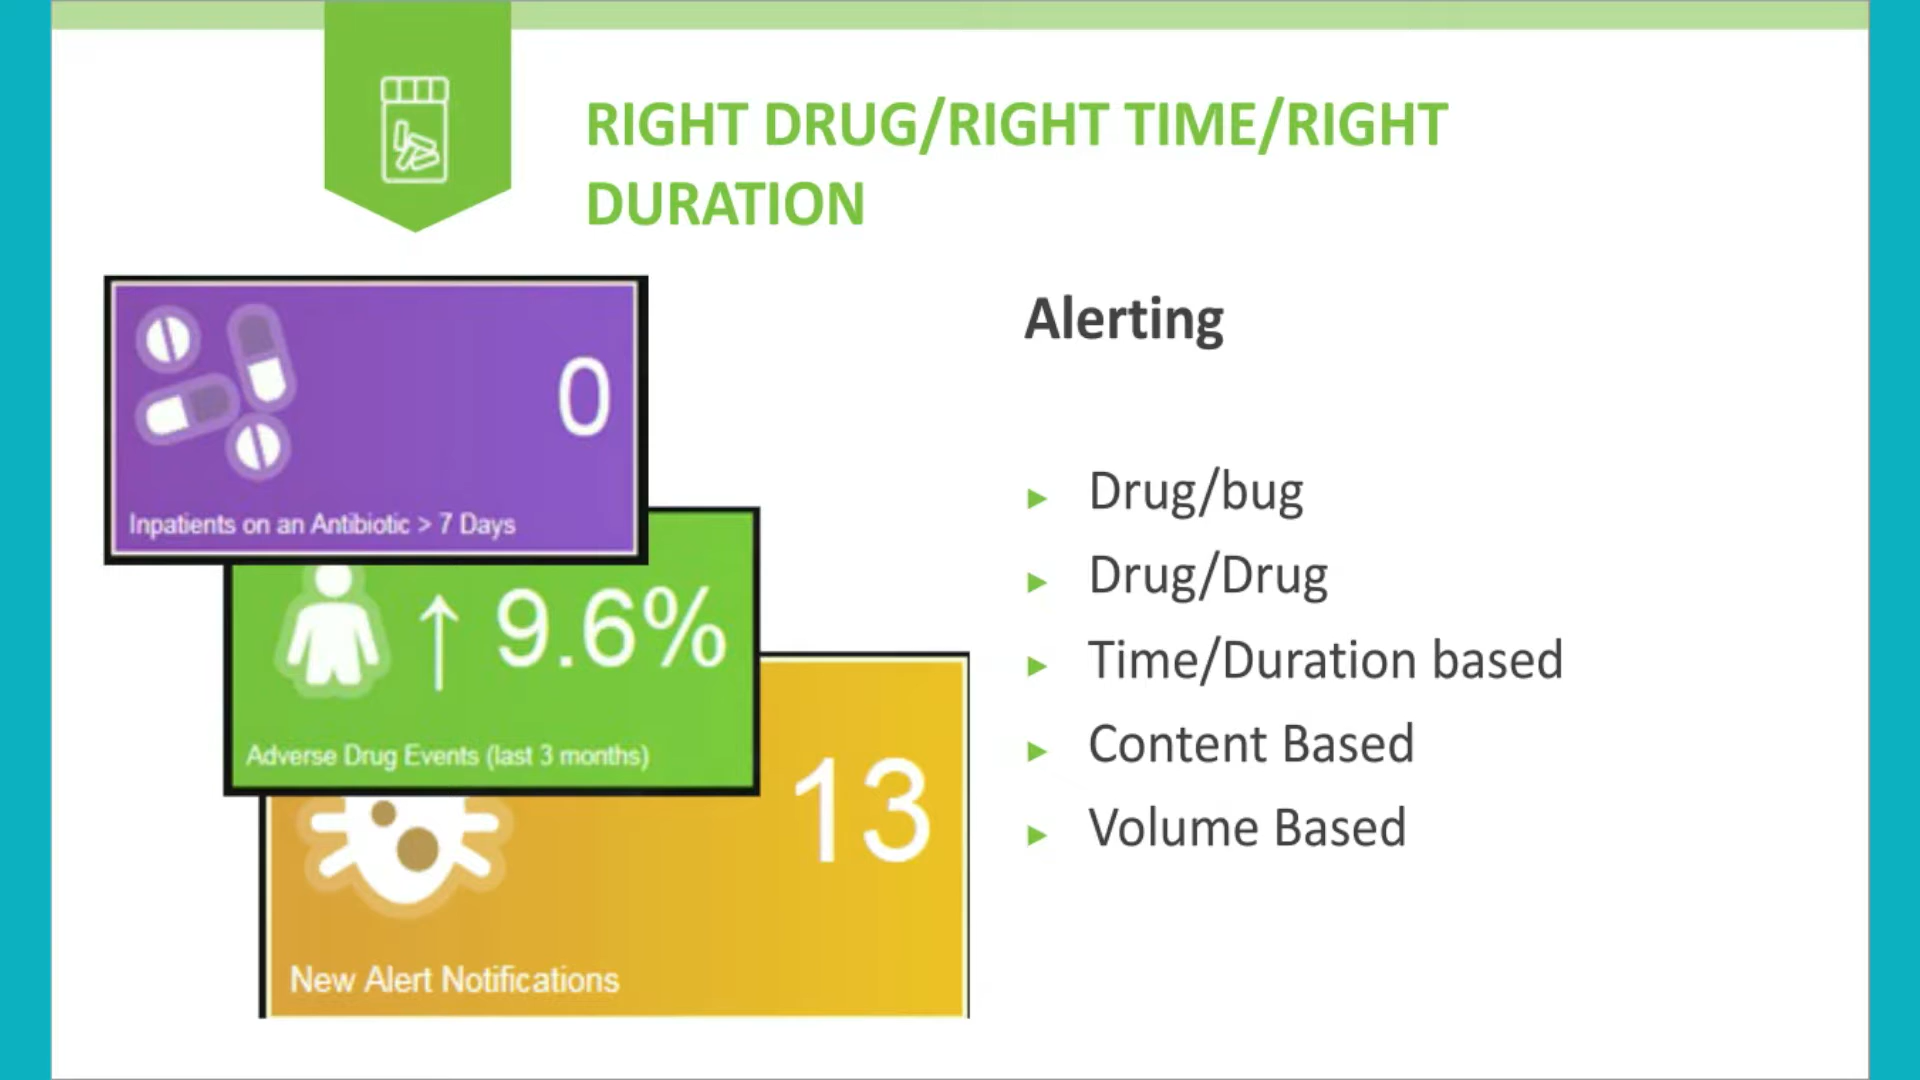 RIGHT DRUG/RIGHT TIME/RIGHT
DURATION
0
Inpatients on an Antibiotic > 7 Days
↑ 9.6%
Adverse Drug Events (last 3 months)
13
New Alert Notifications
Alerting
▸ Drug/bug
▸ Drug/Drug
▸ Time/Duration based
▸ Content Based
▸ Volume Based